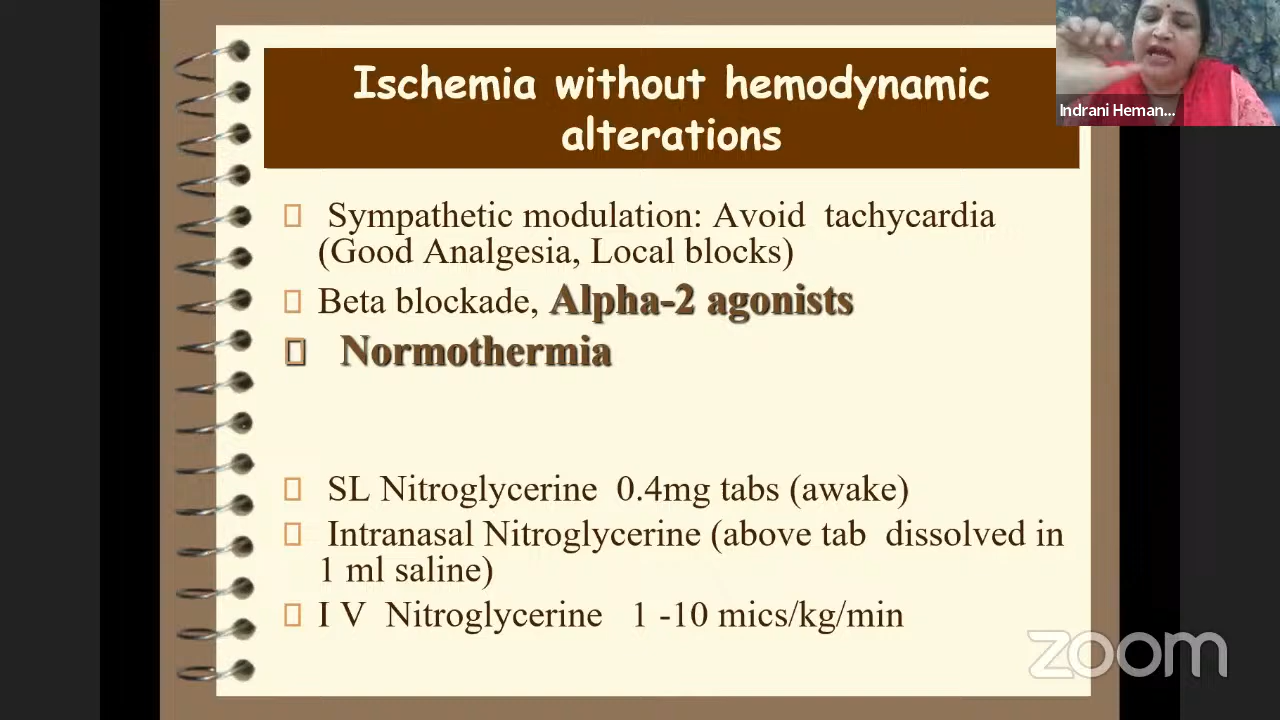 Ischemia without hemodynamic
alterations
Indrani Heman...
Sympathetic modulation: Avoid tachycardia
(Good Analgesia, Local blocks)
Beta blockade, Alpha-2 agonists
Normothermia
SL Nitroglycerine 0.4mg tabs (awake)
Intranasal Nitroglycerine (above tab dissolved in
1 ml saline)
I V Nitroglycerine 1 -10 mics/kg/min
zoom